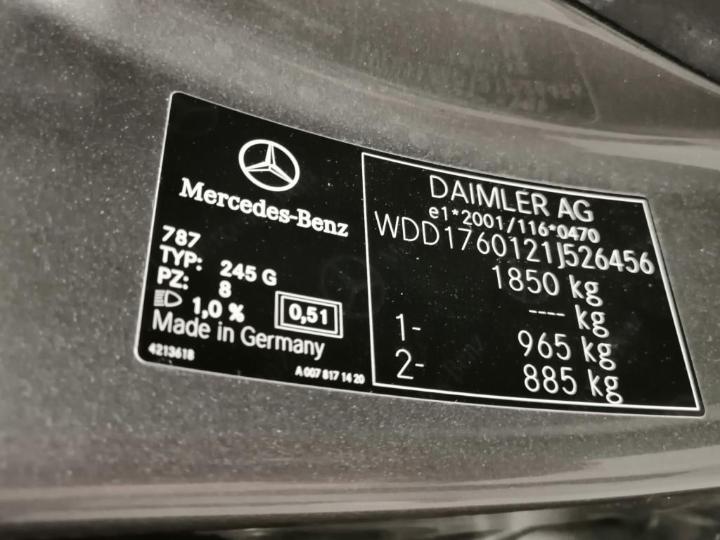 Mercedes-Benz
787
TYP: 245 G
PZ: 8
1,0 % 0,51
Made in Germany
4213618
A 007 817 14 20
DAIMLER AG
e1*2001/116*0470
WDD1760121J526456
1850 kg
---- kg
1- 965 kg
2- 885 kg